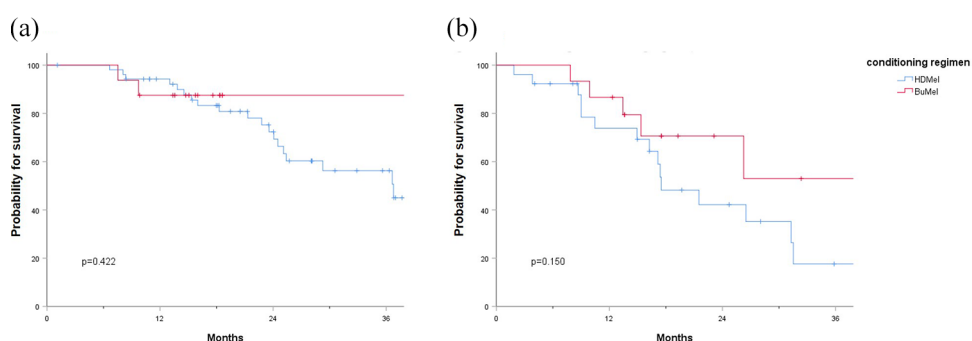 (a)
Probability for survival
100
80
60
40
20
0
p=0.422
0
12
24
36
Months
(b)
Probability for survival
100
80
60
40
20
0
p=0.150
0
12
24
36
Months
conditioning regimen
HDMel
BuMel